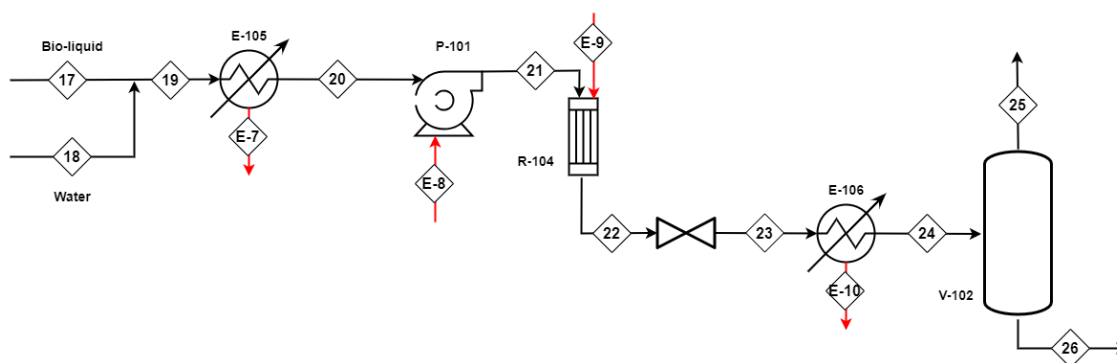 E-105
Bio-liquid
P-101
E-9
17
19
20
21
E-7
18
E-8
R-104
Water
E-106
25
22
23
24
E-10
V-102
26